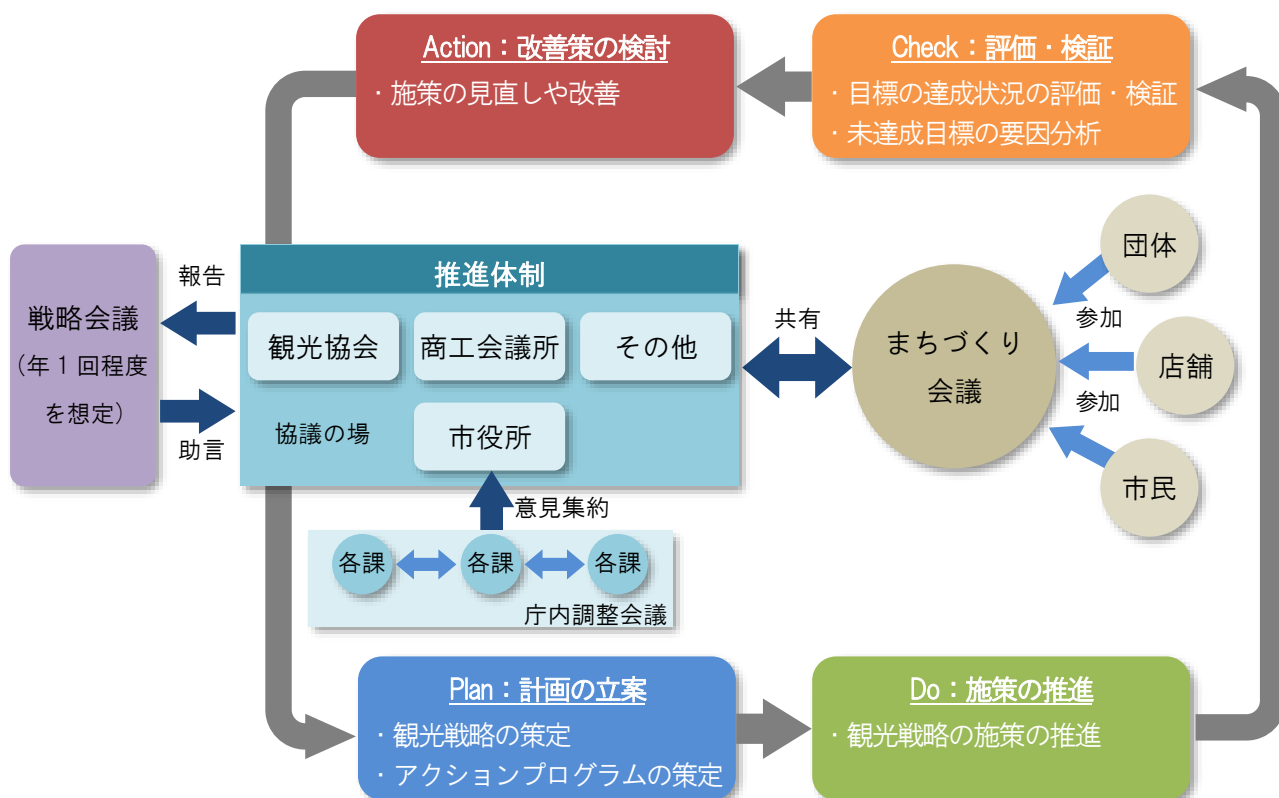 Action：改善策の検討
・施策の見直しや改善
Check：評価・検証
・目標の達成状況の評価・検証
・未達成目標の要因分析
戦略会議
（年１回程度
を想定）
報告
助言
推進体制
観光協会
商工会議所
その他
協議の場
市役所
意見集約
各課
各課
各課
庁内調整会議
共有
まちづくり
会議
団体
参加
店舗
参加
市民
Plan：計画の立案
・観光戦略の策定
・アクションプログラムの策定
Do：施策の推進
・観光戦略の施策の推進